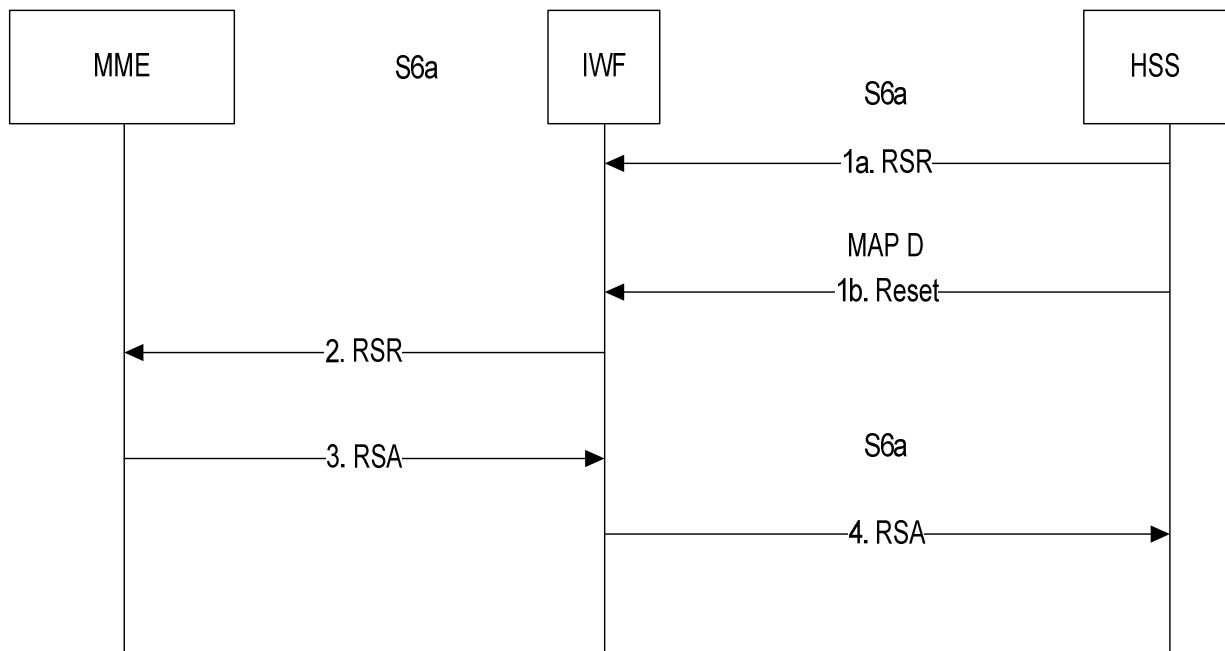 MME
S6a
IWF
HSS
S6a
1a. RSR
MAP D
1b. Reset
2. RSR
3. RSA
S6a
4. RSA